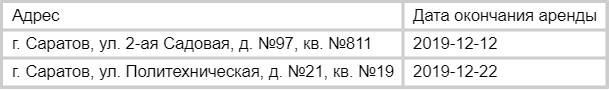 Адрес Дата окончания аренды
г. Саратов, ул. 2-ая Садовая, д. №97, кв. №811 2019-12-12
г. Саратов, ул. Политехническая, д. №21, кв. №19 2019-12-22